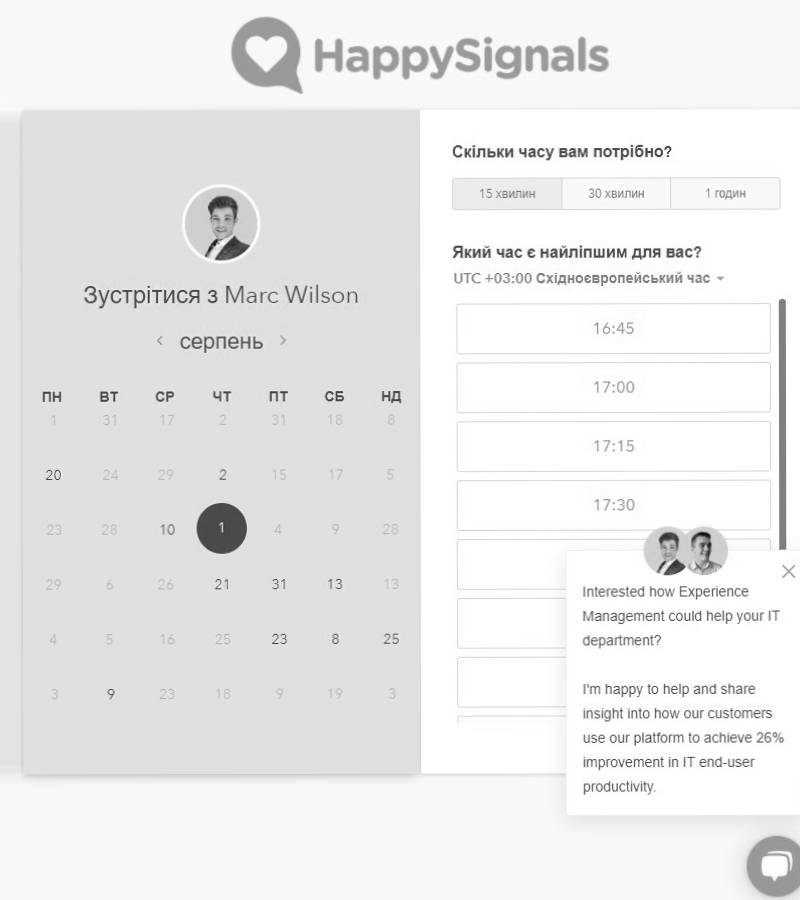 HappySignals
Зустрітися з Marc Wilson
серпень
ПН ВТ СР ЧТ ПТ СБ НД
1 31 17 2 31 18 8
20 24 29 2 15 17 5
23 28 10 1 4 9 28
29 6 26 21 31 13 13
4 5 16 25 23 8 25
3 9 23 18 9 19 3
Скільки часу вам потрібно?
15 хвилин 30 хвилин 1 годин
Який час є найліпшим для вас?
UTC +03:00 Східноєвропейський час
16:45
17:00
17:15
17:30
Interested how Experience
Management could help your IT
department?
I'm happy to help and share
insight into how our customers
use our platform to achieve 26%
improvement in IT end-user
productivity.